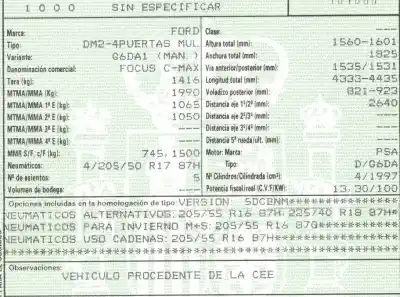 1 0 0 0 SIN ESPECIFICAR
Marca: FORD
Tipo: DM2-4PUERTAS MUL
Variante: G6DA1 (MAN.)
Denominación comercial: FOCUS C-MAX
Tara (kg): 1416
MTMA/MMA (Kg): 1990
MTMA/MMA 1º E (kg): 1065
MTMA/MMA 2º E (kg): 1050
MTMA/MMA 3º E (kg): ----
MTMA/MMA 4º E (kg): ----
MMR S/F, c/F (kg): 745,1500
Neumáticos: 4/205/50 R17 87H
Nº de asientos: 5
Volumen de bodega: ----
Clase: ----
Altura total (mm): 1560-1601
Anchura total (mm): 1825
Vía anterior/posterior (mm): 1535/1531
Longitud total (mm): 4333-4435
Voladizo posterior (mm): 821-923
Distancia eje 1º/2º (mm): 2640
Distancia eje 2º/3º (mm): ----
Distancia eje 3º/4º (mm): ----
Distancia 5ª rueda/ult. (mm): ----
Motor: Marca: PSA
Tipo: D/G6DA
Nº Cilindros/Cilindrada (cm³): 4/1997
Potencia fiscal/real (C.V.F/KW): 13,30/100
Opciones incluidas en la homologación de tipo: VERSION: 5DCBNM*****************
NEUMATICOS ALTERNATIVOS: 205/55 R16 87H; 225/40 R18 87H*
NEUMATICOS PARA INVIERNO M+S: 205/55 R16 87Q*************
NEUMATICOS USO CADENAS: 205/55 R16 87H******************
Observaciones:
VEHICULO PROCEDENTE DE LA CEE